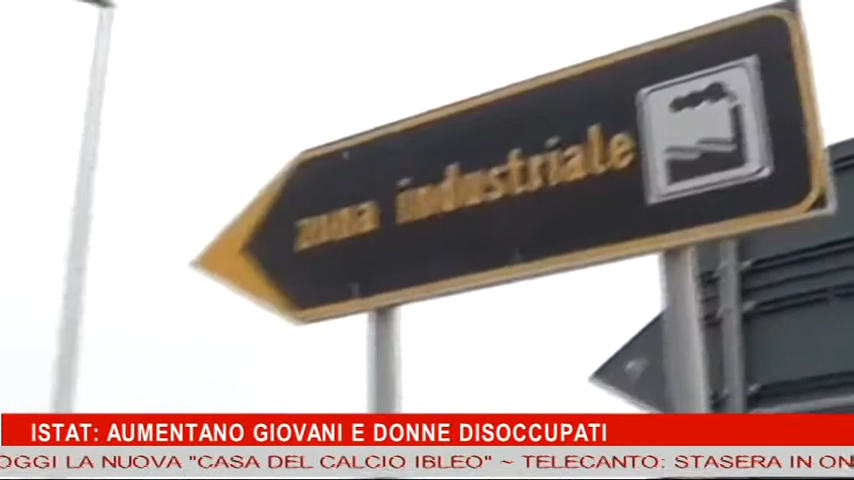 zona industriale
ISTAT: AUMENTANO GIOVANI E DONNE DISOCCUPATI
OGGI LA NUOVA "CASA DEL CALCIO IBLEO" ~ TELECANTO: STASERA IN ON